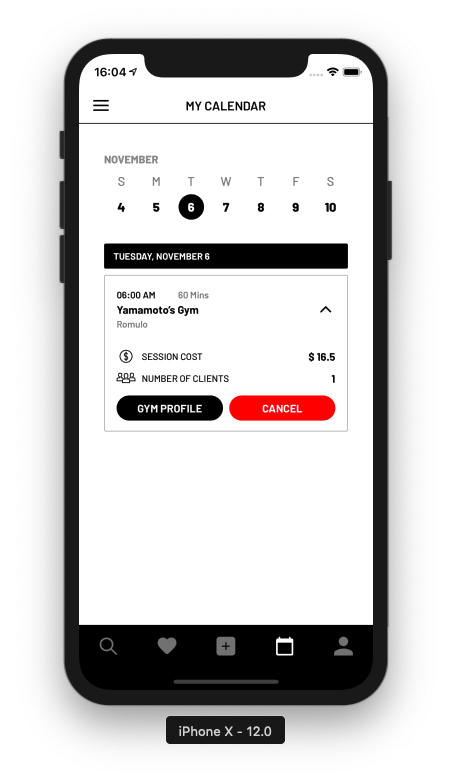 16:04
MY CALENDAR
NOVEMBER
S M T W T F S
4 5 6 7 8 9 10
TUESDAY, NOVEMBER 6
06:00 AM 60 Mins
Yamamoto's Gym
Romulo
SESSION COST $ 16.5
NUMBER OF CLIENTS 1
GYM PROFILE CANCEL
iPhone X - 12.0